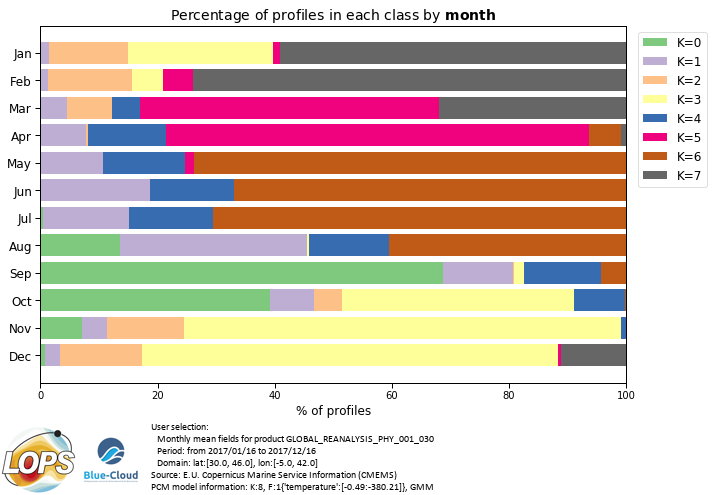 Percentage of profiles in each class by month
Jan
Feb
Mar
Apr
May
Jun
Jul
Aug
Sep
Oct
Nov
Dec
0
20
40
60
80
100
% of profiles
K=0
K=1
K=2
K=3
K=4
K=5
K=6
K=7
LOPS
Blue-Cloud
User selection:
Monthly mean fields for product GLOBAL_REANALYSIS_PHY_001_030
Period: from 2017/01/16 to 2017/12/16
Domain: lat:[30.0, 46.0], lon:[-5.0, 42.0]
Source: E.U. Copernicus Marine Service Information (CMEMS)
PCM model information: K:8, F:1{'temperature':[-0.49:-380.21]}, GMM